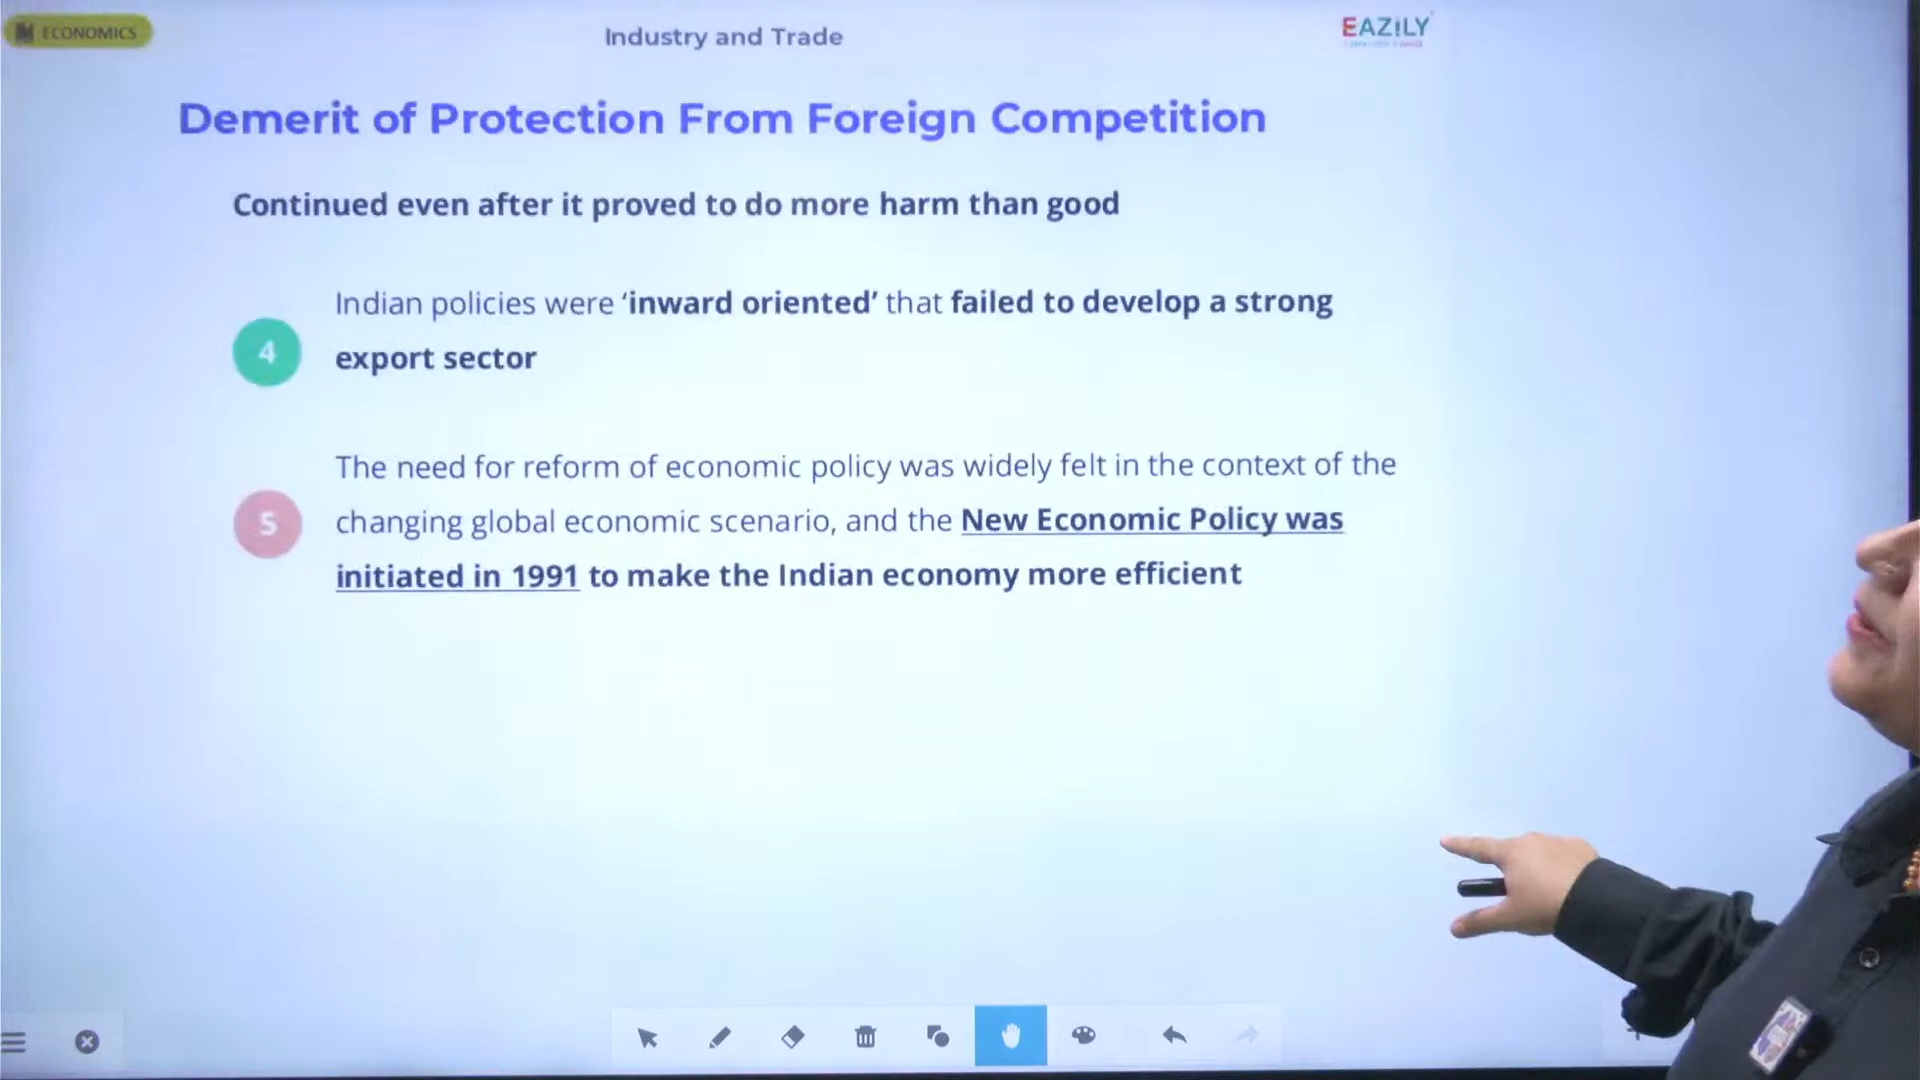 ECONOMICS
Industry and Trade
EAZILY
Demerit of Protection From Foreign Competition
Continued even after it proved to do more harm than good
4
Indian policies were ‘inward oriented’ that failed to develop a strong
export sector
5
The need for reform of economic policy was widely felt in the context of the
changing global economic scenario, and the New Economic Policy was
initiated in 1991 to make the Indian economy more efficient